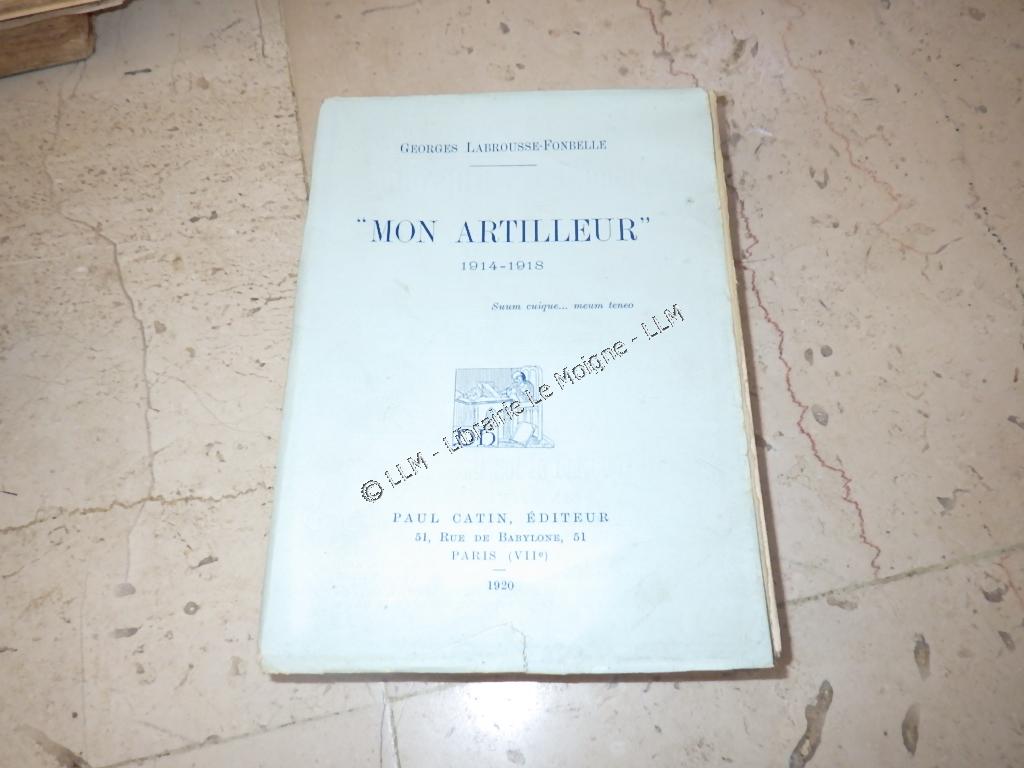 Georges Labrousse-Fonbelle
"MON ARTILLEUR"
1914-1918
Suum cuique... meum teneo
© LLM - Librairie Le Moigne - LLM
PAUL CATIN, ÉDITEUR
51, Rue de Babylone, 51
PARIS (VIIe)
1920